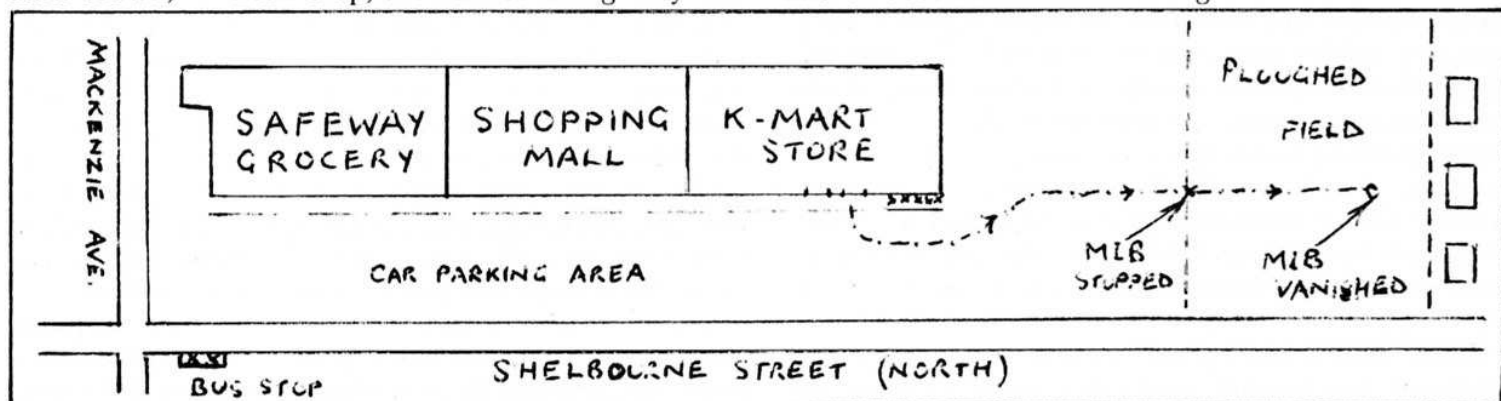 MACKENZIE AVE.
SAFEWAY
GROCERY
SHOPPING
MALL
K-MART
STORE
PLOUGHED
FIELD
CAR PARKING AREA
MIB
STOPPED
MIB
VANISHED
BUS STOP
SHELBOURNE STREET (NORTH)